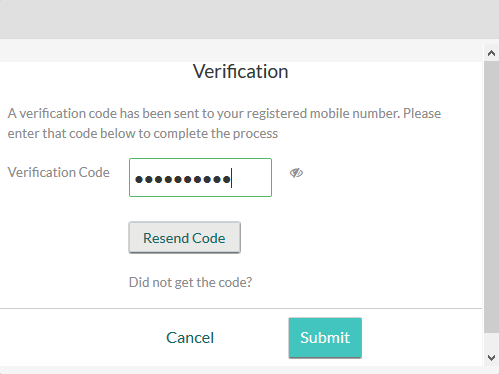 Verification
A verification code has been sent to your registered mobile number. Please
enter that code below to complete the process
Verification Code
●●●●●●●●●●
Resend Code
Did not get the code?
Cancel
Submit